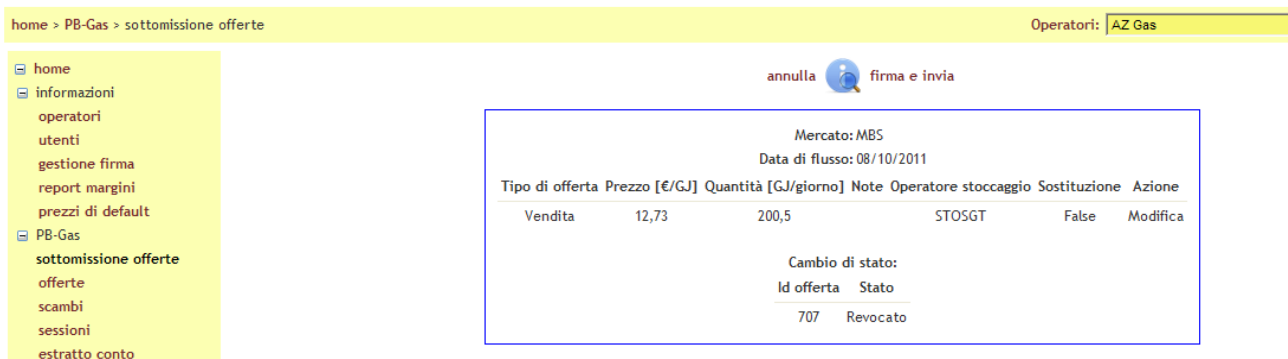 home > PB-Gas > sottomissione offerte
Operatori: AZ Gas
home
informazioni
operatori
utenti
gestione firma
report margini
prezzi di default
PB-Gas
sottomissione offerte
offerte
scambi
sessioni
estratto conto
annulla firma e invia
Mercato: MBS
Data di flusso: 08/10/2011
Tipo di offerta Prezzo [€/GJ] Quantità [GJ/giorno] Note Operatore stoccaggio Sostituzione Azione
Vendita 12,73 200,5 STOSGT False Modifica
Cambio di stato:
Id offerta Stato
707 Revocato